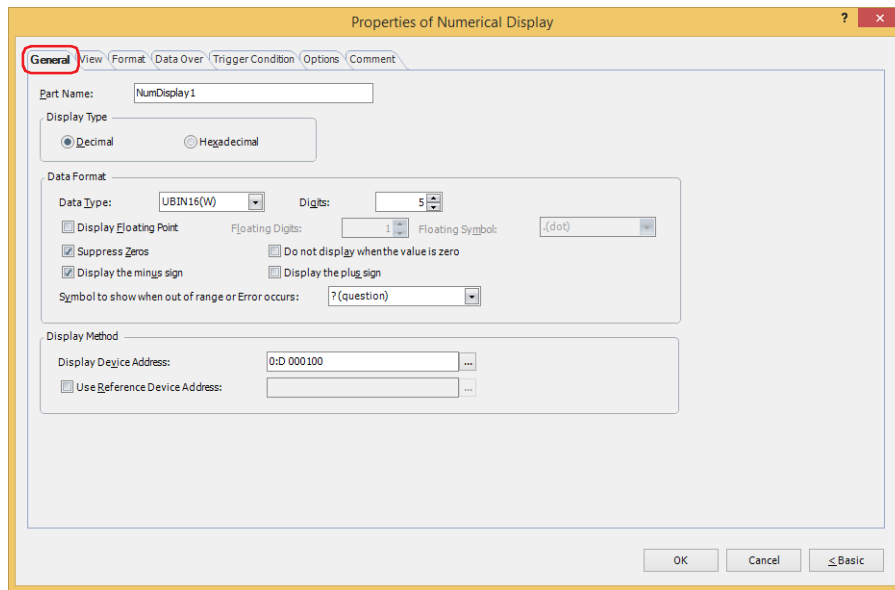 Properties of Numerical Display ? ×
General View Format Data Over Trigger Condition Options Comment
Part Name: NumDisplay1
Display Type
Decimal Hexadecimal
Data Format
Data Type: UBIN16(W) Digits: 5
Display Floating Point Floating Digits: 1 Floating Symbol: .(dot)
Suppress Zeros Do not display when the value is zero
Display the minus sign Display the plus sign
Symbol to show when out of range or Error occurs: ?(question)
Display Method
Display Device Address: 0:D 000100 ...
Use Reference Device Address: ...
OK Cancel < Basic